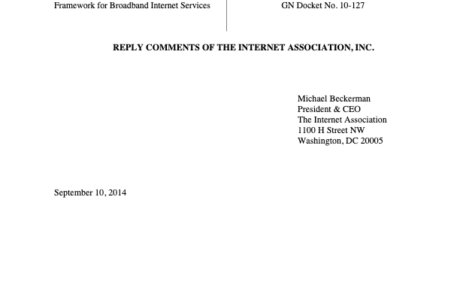 Framework for Broadband Internet Services GN Docket No. 10-127
REPLY COMMENTS OF THE INTERNET ASSOCIATION, INC.
Michael Beckerman
President & CEO
The Internet Association
1100 H Street NW
Washington, DC 20005
September 10, 2014